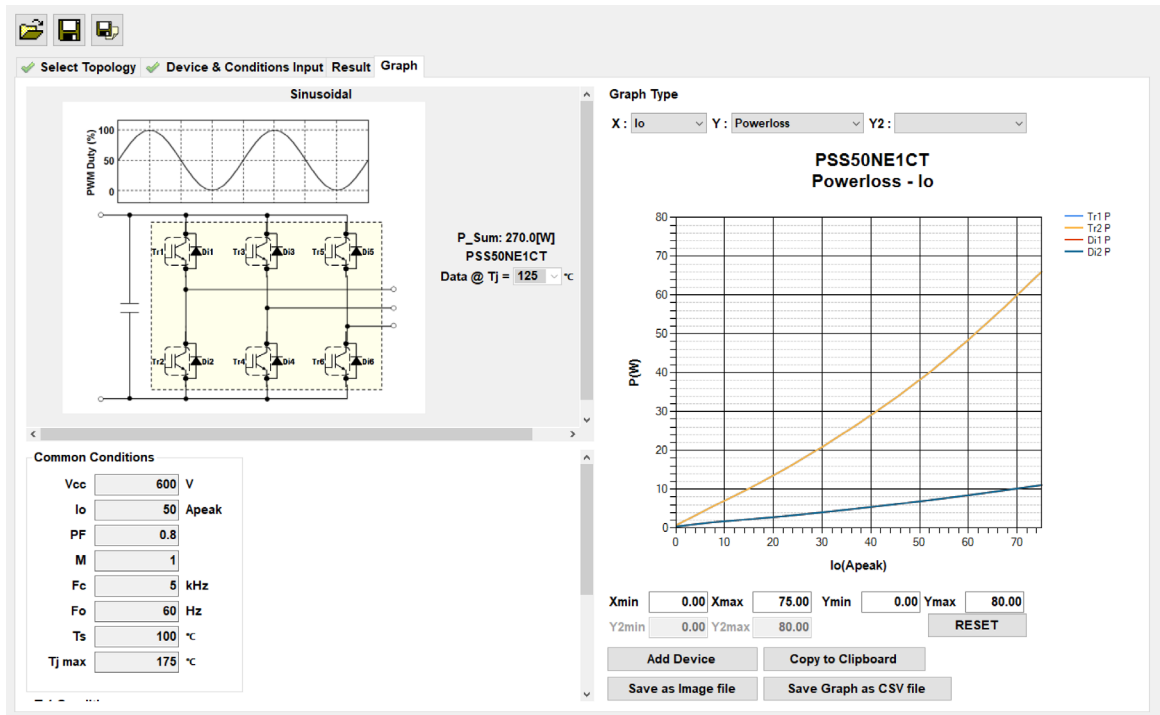 Select Topology Device & Conditions Input Result Graph
Sinusoidal
PWM Duty (%)
100
50
0
Tr1 Di1 Tr3 Di3 Tr5 Di5
Tr2 Di2 Tr4 Di4 Tr6 Di6
P_Sum: 270.0[W]
PSS50NE1CT
Data @ Tj = 125 ℃
Common Conditions
Vcc 600 V
Io 50 Apeak
PF 0.8
M 1
Fc 5 kHz
Fo 60 Hz
Ts 100 ℃
Tj max 175 ℃
Graph Type
X : Io Y : Powerloss Y2 :
PSS50NE1CT
Powerloss - Io
Tr1 P
Tr2 P
Di1 P
Di2 P
P(W)
80
70
60
50
40
30
20
10
0
0 10 20 30 40 50 60 70
Io(Apeak)
Xmin 0.00 Xmax 75.00 Ymin 0.00 Ymax 80.00
Y2min 0.00 Y2max 80.00 RESET
Add Device Copy to Clipboard
Save as Image file Save Graph as CSV file